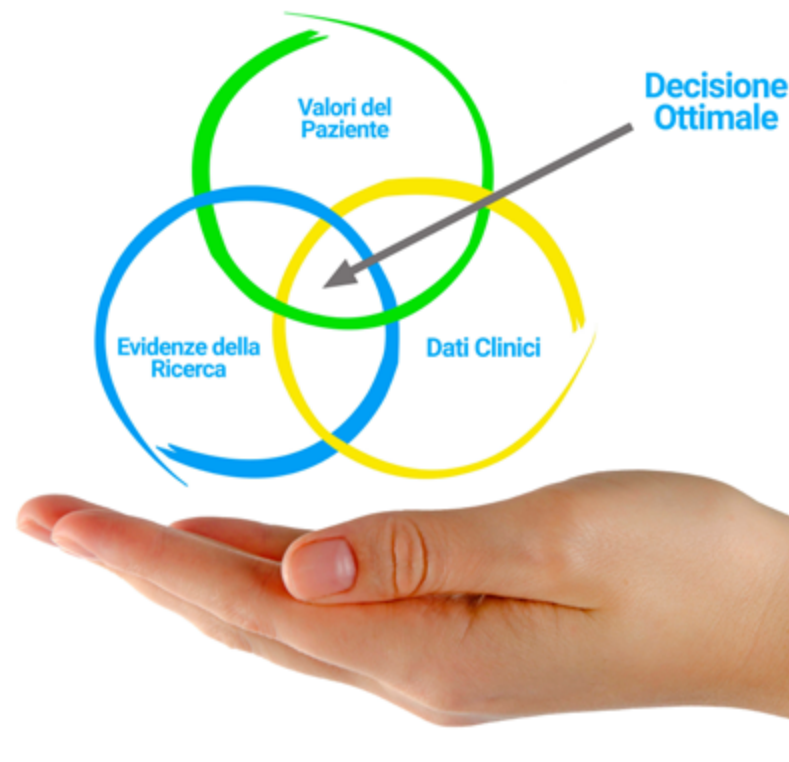 Valori del
Paziente
Decisione
Ottimale
Evidenze della
Ricerca
Dati Clinici